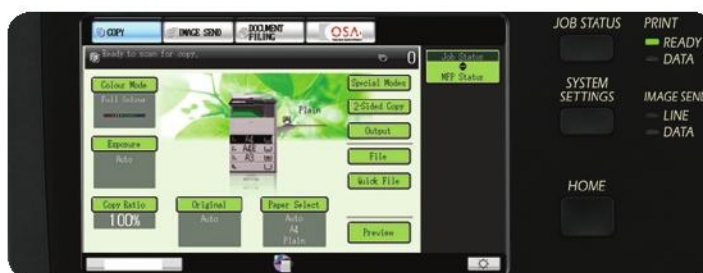 COPY
IMAGE SEND
DOCUMENT
FILING
OSA
Ready to scan for copy.
0
Job Status
MFP Status
Colour Mode
Full Colour
Exposure
Auto
Copy Ratio
100%
Original
Auto
Paper Select
Auto
A4
Plain
Plain
A4
A4R
A3
Special Modes
2-Sided Copy
Output
File
Quick File
Preview
JOB STATUS
SYSTEM
SETTINGS
HOME
PRINT
READY
DATA
IMAGE SEND
LINE
DATA